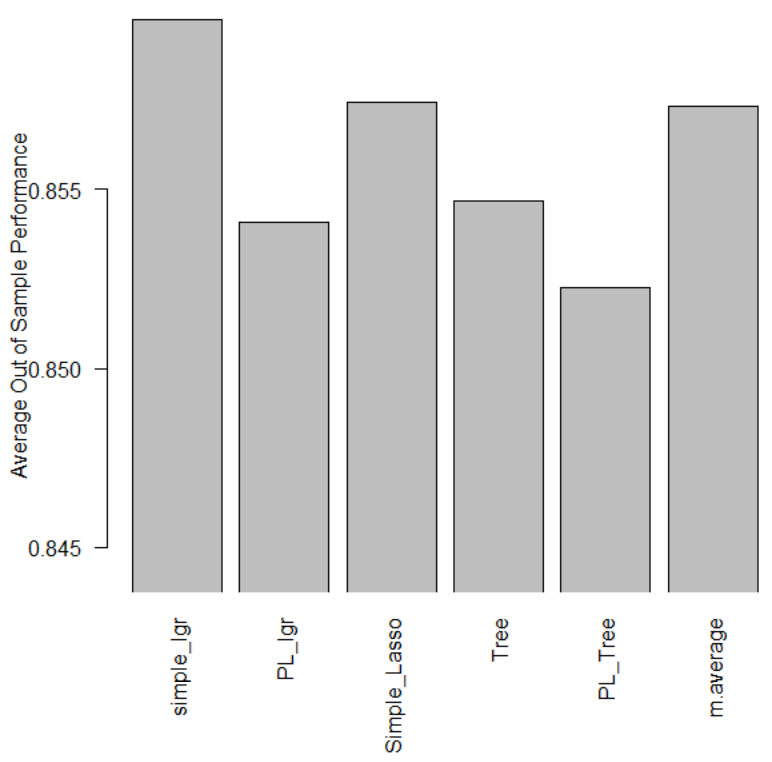 Average Out of Sample Performance
0.855
0.850
0.845
simple_lgr
PL_lgr
Simple_Lasso
Tree
PL_Tree
m.average